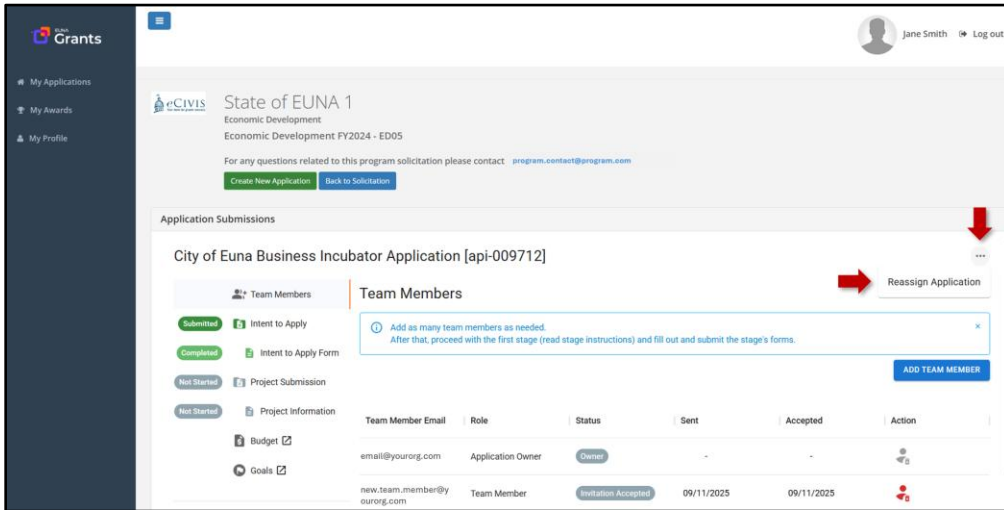 EUNA
Grants
Jane Smith
Log out
My Applications
My Awards
My Profile
eCIVIS
State of EUNA 1
Economic Development
Economic Development FY2024 - ED05
For any questions related to this program solicitation please contact program.contact@program.com
Create New Application
Back to Solicitation
Application Submissions
City of Euna Business Incubator Application [api-009712]
...
Reassign Application
Team Members
Submitted
Intent to Apply
Completed
Intent to Apply Form
Not Started
Project Submission
Not Started
Project Information
Budget
Goals
Team Members
Add as many team members as needed.
After that, proceed with the first stage (read stage instructions) and fill out and submit the stage's forms.
×
ADD TEAM MEMBER
Team Member Email Role Status Sent Accepted Action
email@yourorg.com Application Owner Owner - -
new.team.member@y
ourorg.com Team Member Invitation Accepted 09/11/2025 09/11/2025